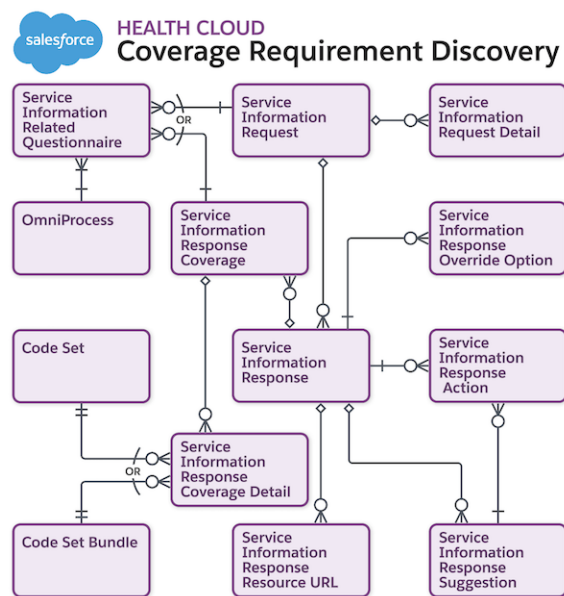 salesforce
HEALTH CLOUD
Coverage Requirement Discovery
Service
Information
Related
Questionnaire
OR
Service
Information
Request
Service
Information
Request Detail
OmniProcess
Service
Information
Response
Coverage
Service
Information
Response
Override Option
Code Set
Service
Information
Response
Service
Information
Response
Action
OR
Service
Information
Response
Coverage Detail
Code Set Bundle
Service
Information
Response
Resource URL
Service
Information
Response
Suggestion